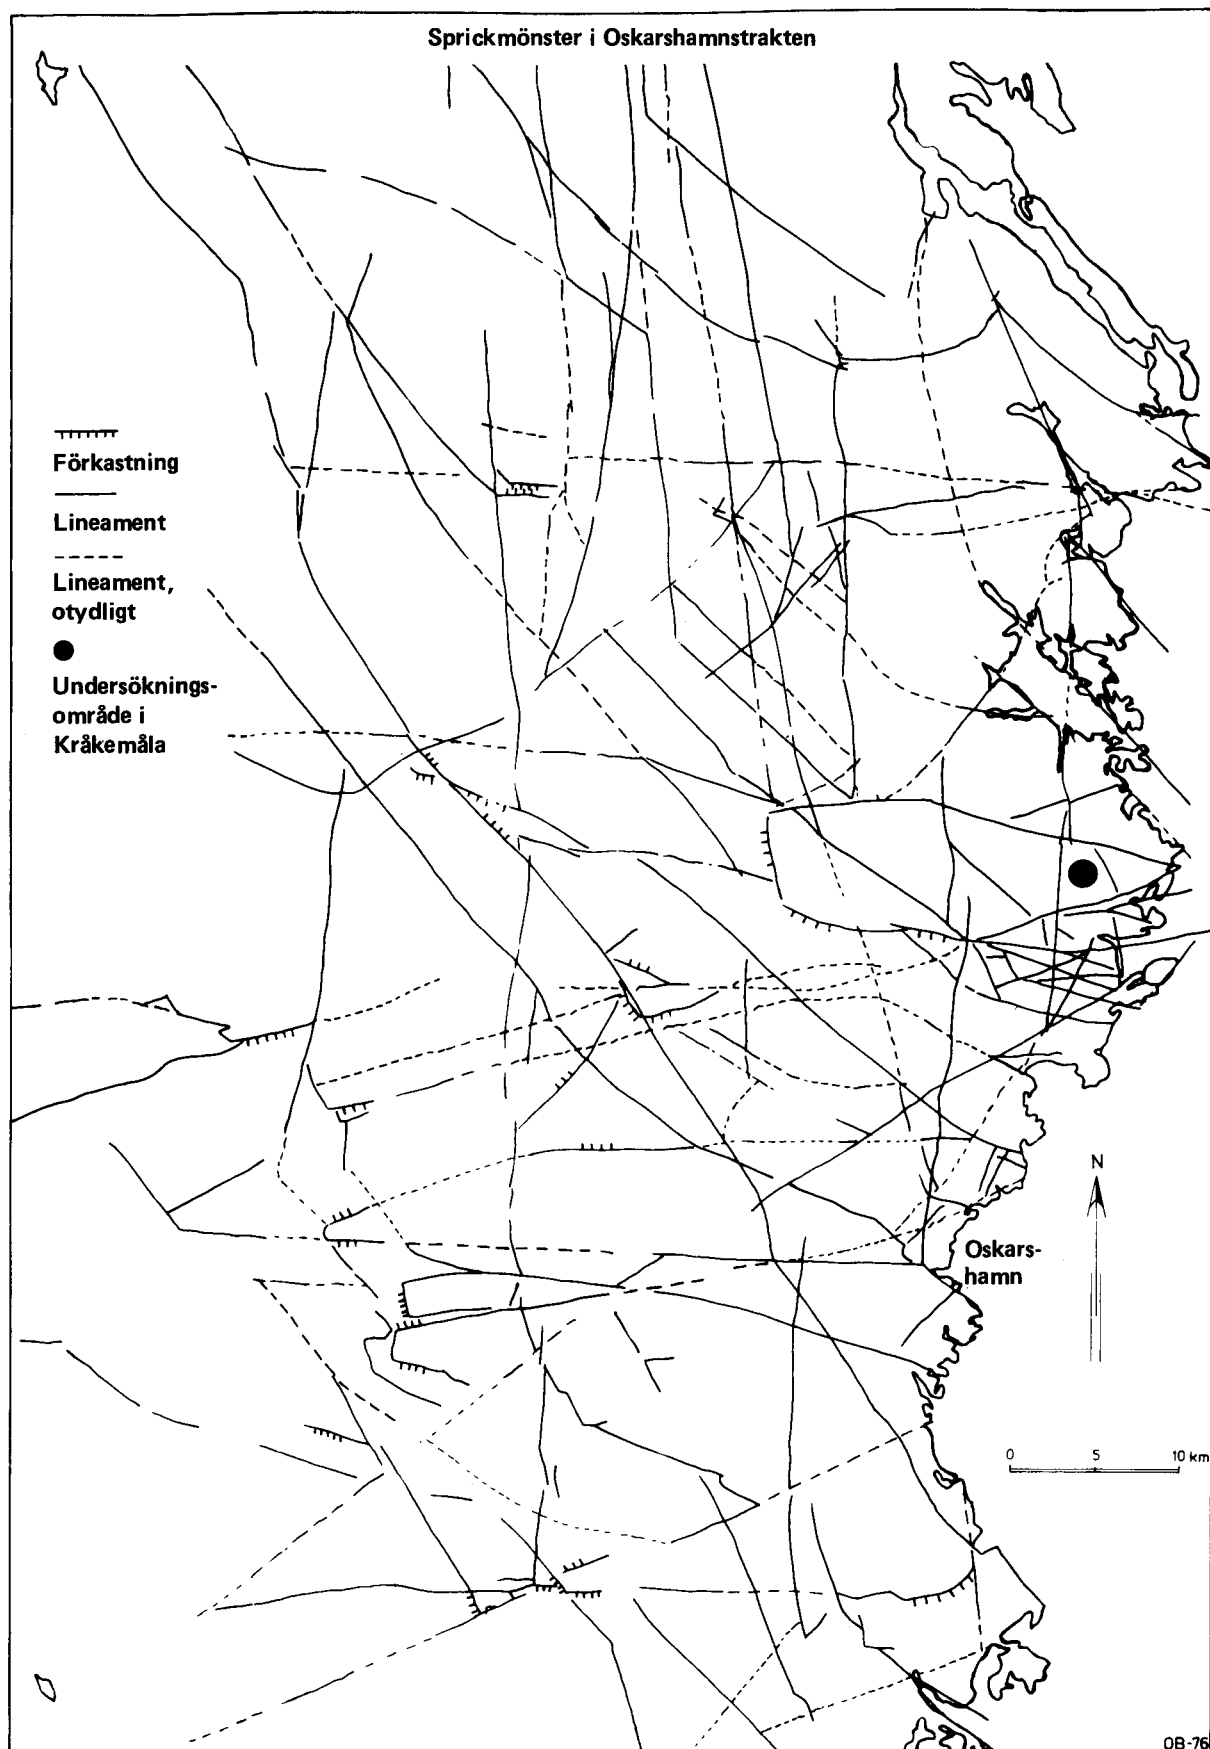 Sprickmönster i Oskarshamnstrakten
Förkastning
Lineament
Lineament,
otydligt
Undersöknings-
område i
Kråkemåla
N
Oskars-
hamn
0 5 10 km
OB-76